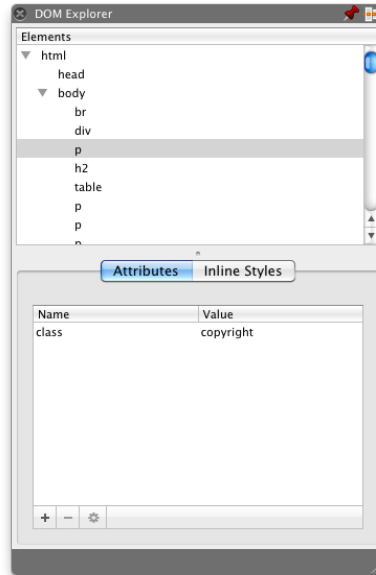 DOM Explorer
Elements
html
head
body
br
div
p
h2
table
p
p
p
Attributes Inline Styles
Name Value
class copyright